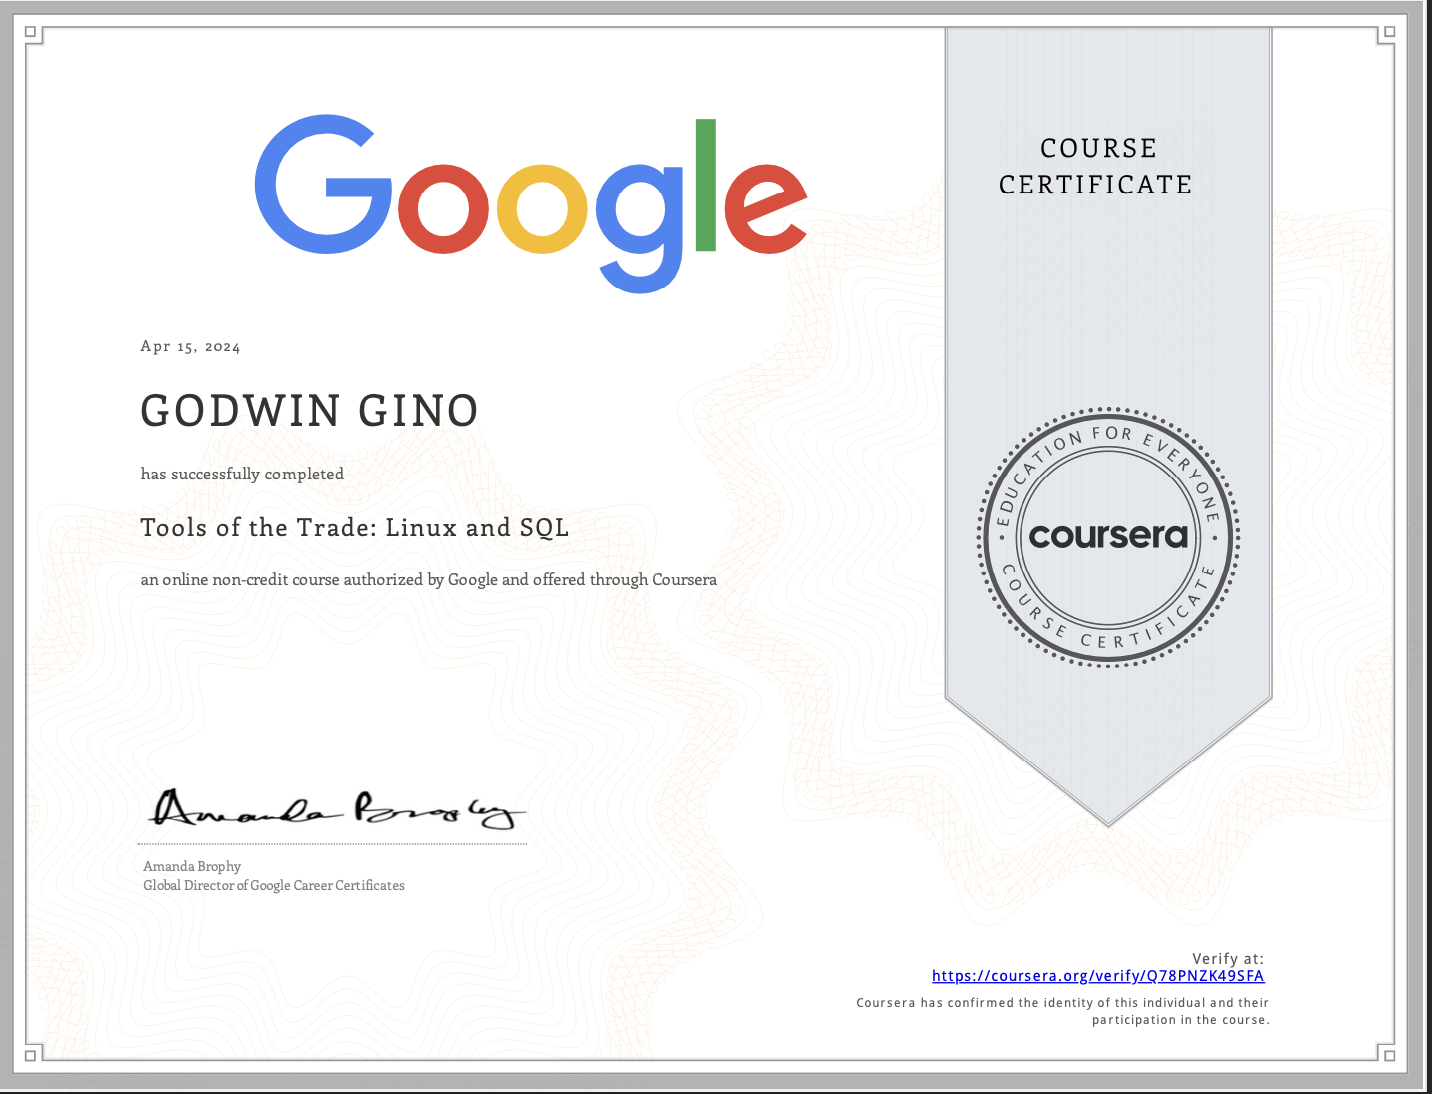 Google
COURSE
CERTIFICATE
Apr 15, 2024
GODWIN GINO
has successfully completed
Tools of the Trade: Linux and SQL
an online non-credit course authorized by Google and offered through Coursera
EDUCATION FOR EVERYONE
coursera
COURSE CERTIFICATE
Amanda Brophy
Amanda Brophy
Global Director of Google Career Certificates
Verify at:
https://coursera.org/verify/Q78PNZK49SFA
Coursera has confirmed the identity of this individual and their
participation in the course.